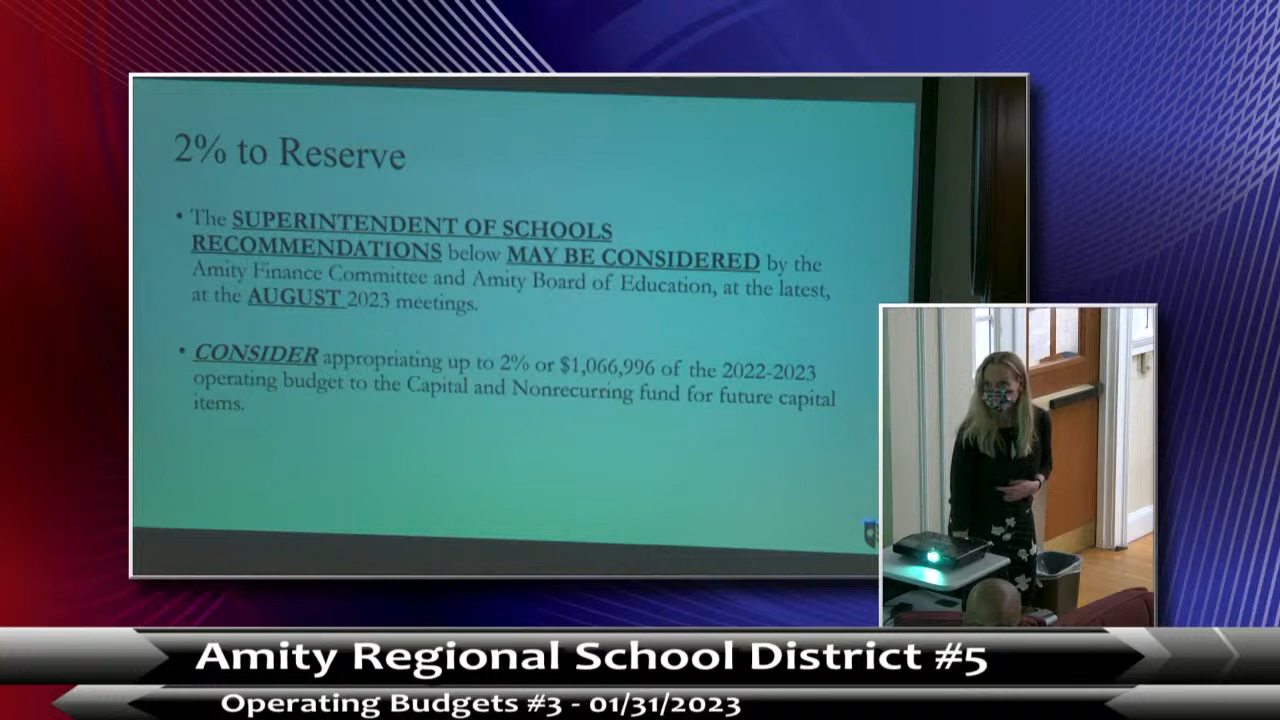 2% to Reserve
• The SUPERINTENDENT OF SCHOOLS
RECOMMENDATIONS below MAY BE CONSIDERED by the
Amity Finance Committee and Amity Board of Education, at the latest,
at the AUGUST 2023 meetings.
• CONSIDER appropriating up to 2% or $1,066,996 of the 2022-2023
operating budget to the Capital and Nonrecurring fund for future capital
items.
Amity Regional School District #5
Operating Budgets #3 - 01/31/2023